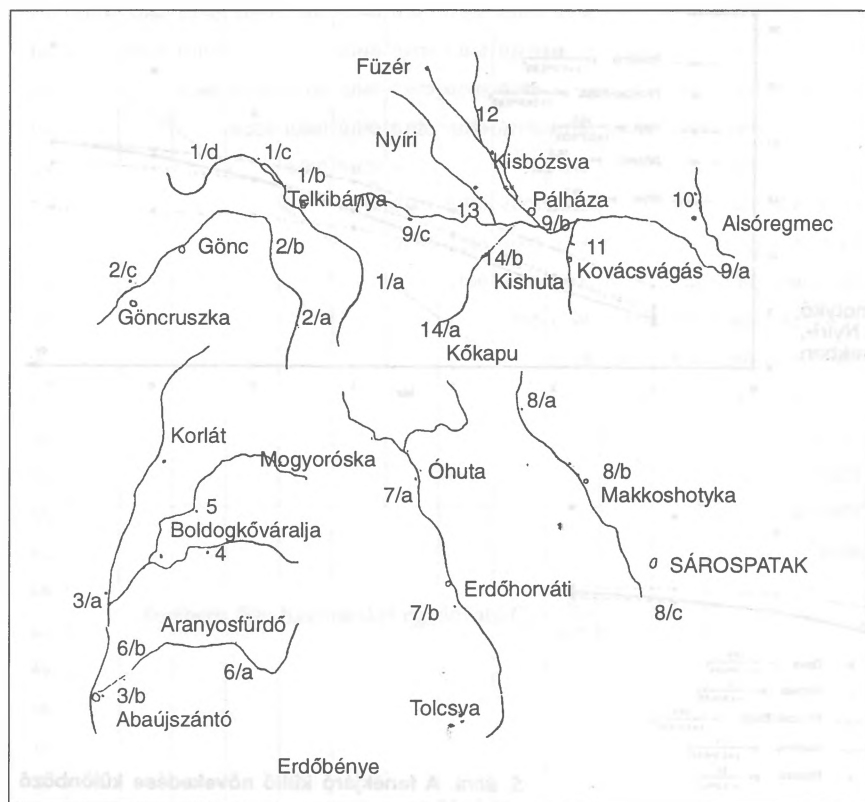 Füzér
12
Nyíri
1/d
1/c
Kisbózsva
1/b
Telkibánya
Pálháza
10
13
9/b
Alsóregmec
9/c
Gönc
2/b
11
14/b
Kovácsvágás
2/c
1/a
Kishuta
9/a
Göncruszka
2/a
14/a
Kőkapu
8/a
Korlát
Mogyoróska
Óhuta
8/b
7/a
Makkoshotyka
5
Boldogkőváralja
4
SÁROSPATAK
Erdőhorváti
3/a
7/b
8/c
Aranyosfürdő
6/b
6/a
3/b
Abaújszántó
Tolcsva
Erdőbénye